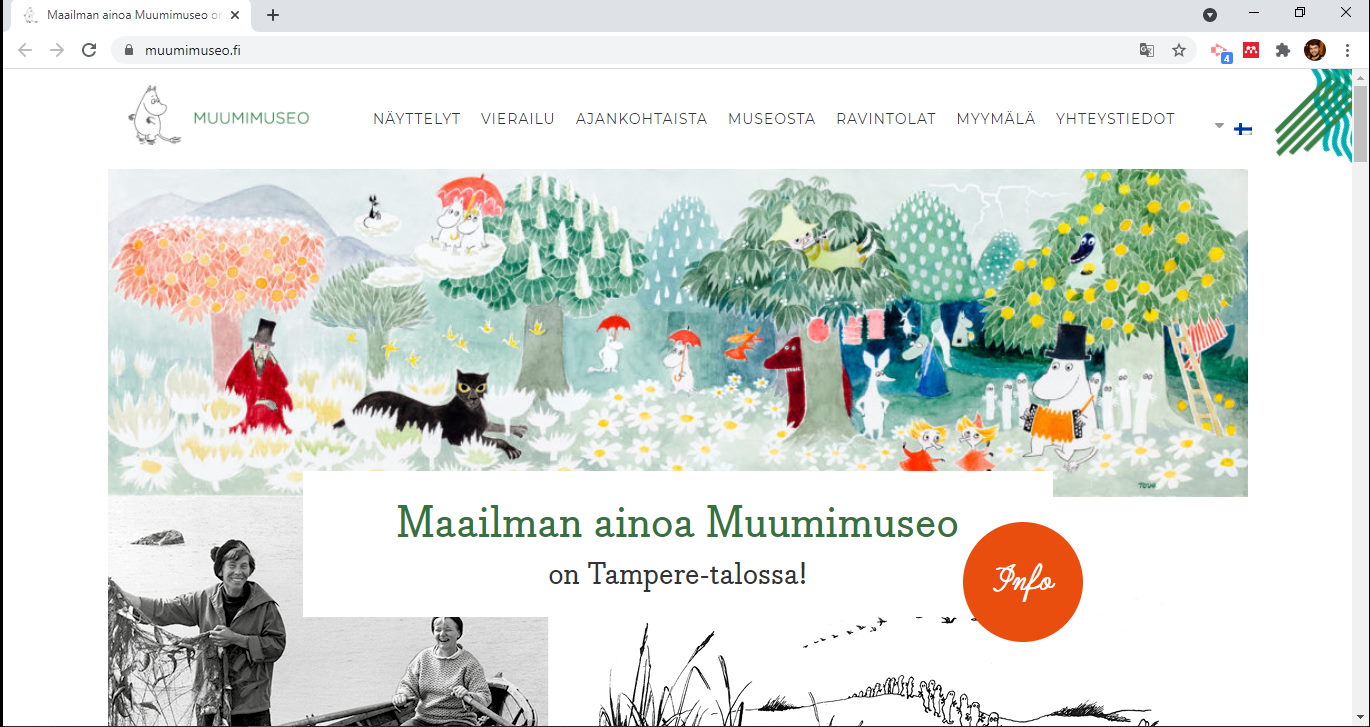 Maailman ainoa Muumimuseo on
muumimuseo.fi
4
MUUMIMUSEO
NÄYTTELYT VIERAILU AJANKOHTAISTA MUSEOSTA RAVINTOLAT MYYMÄLÄ YHTEYSTIEDOT
TOVE
Maailman ainoa Muumimuseo
on Tampere-talossa!
Info